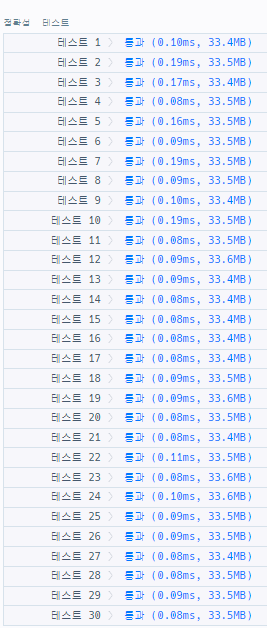 정확성 테스트
테스트 1 〉 통과 (0.10ms, 33.4MB)
테스트 2 〉 통과 (0.19ms, 33.5MB)
테스트 3 〉 통과 (0.17ms, 33.4MB)
테스트 4 〉 통과 (0.08ms, 33.5MB)
테스트 5 〉 통과 (0.16ms, 33.5MB)
테스트 6 〉 통과 (0.09ms, 33.5MB)
테스트 7 〉 통과 (0.19ms, 33.5MB)
테스트 8 〉 통과 (0.09ms, 33.5MB)
테스트 9 〉 통과 (0.10ms, 33.4MB)
테스트 10 〉 통과 (0.19ms, 33.5MB)
테스트 11 〉 통과 (0.08ms, 33.5MB)
테스트 12 〉 통과 (0.09ms, 33.6MB)
테스트 13 〉 통과 (0.09ms, 33.4MB)
테스트 14 〉 통과 (0.08ms, 33.4MB)
테스트 15 〉 통과 (0.08ms, 33.4MB)
테스트 16 〉 통과 (0.08ms, 33.4MB)
테스트 17 〉 통과 (0.08ms, 33.4MB)
테스트 18 〉 통과 (0.09ms, 33.5MB)
테스트 19 〉 통과 (0.09ms, 33.6MB)
테스트 20 〉 통과 (0.08ms, 33.5MB)
테스트 21 〉 통과 (0.08ms, 33.4MB)
테스트 22 〉 통과 (0.11ms, 33.5MB)
테스트 23 〉 통과 (0.08ms, 33.6MB)
테스트 24 〉 통과 (0.10ms, 33.6MB)
테스트 25 〉 통과 (0.09ms, 33.5MB)
테스트 26 〉 통과 (0.09ms, 33.5MB)
테스트 27 〉 통과 (0.08ms, 33.4MB)
테스트 28 〉 통과 (0.08ms, 33.5MB)
테스트 29 〉 통과 (0.09ms, 33.5MB)
테스트 30 〉 통과 (0.08ms, 33.5MB)